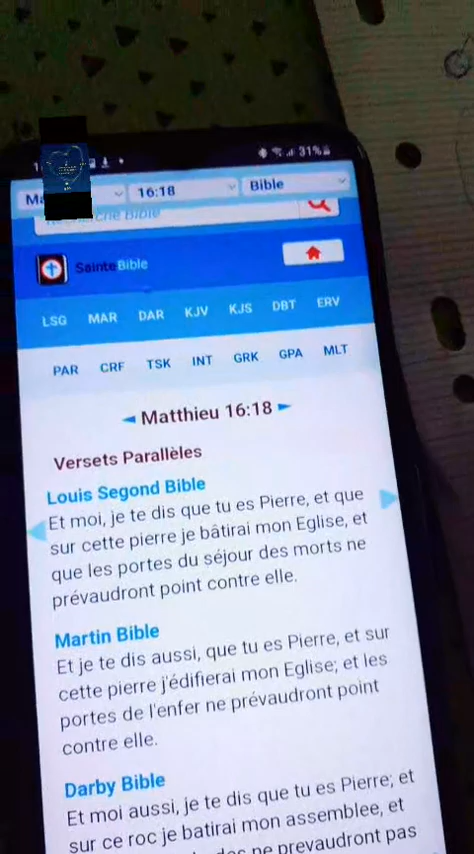 31%
16:18
Bible
Recherche Bible
SainteBible
LSG MAR DAR KJV KJS DBT ERV
PAR CRF TSK INT GRK GPA MLT
◄ Matthieu 16:18 ►
Versets Parallèles
Louis Segond Bible
Et moi, je te dis que tu es Pierre, et que
sur cette pierre je bâtirai mon Eglise, et
que les portes du séjour des morts ne
prévaudront point contre elle.
Martin Bible
Et je te dis aussi, que tu es Pierre, et sur
cette pierre j'édifierai mon Eglise; et les
portes de l'enfer ne prévaudront point
contre elle.
Darby Bible
Et moi aussi, je te dis que tu es Pierre; et
sur ce roc je batirai mon assemblee, et
ne prevaudront pas